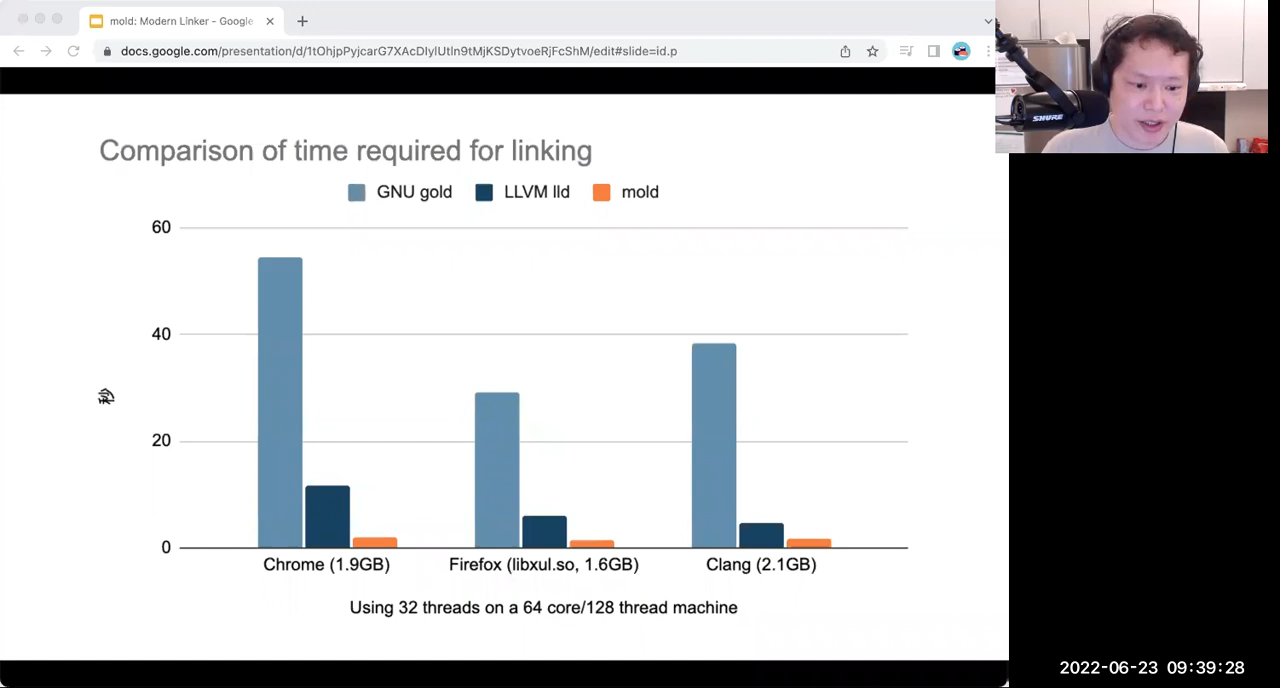 mold: Modern Linker - Google
docs.google.com/presentation/d/1tOhjpPyjcarG7XAcDIylUtIn9tMjKSDytvoeRjFcShM/edit#slide=id.p
SHURE
Comparison of time required for linking
GNU gold
LLVM lld
mold
60
40
秒
20
0
Chrome (1.9GB)
Firefox (libxul.so, 1.6GB)
Clang (2.1GB)
Using 32 threads on a 64 core/128 thread machine
2022-06-23 09:39:28